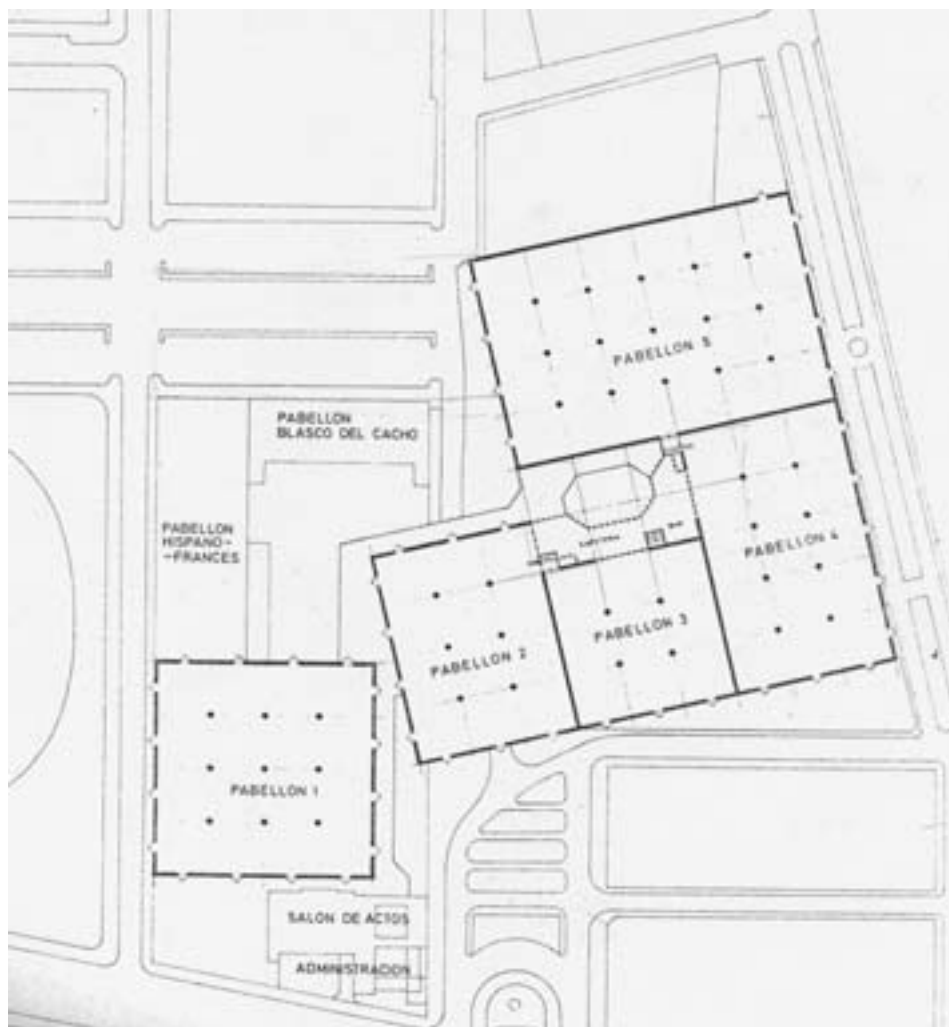 PABELLON 5
PABELLON
BLASCO DEL CACHO
PABELLON
HISPANO-
-FRANCES
PABELLON 4
PABELLON 3
PABELLON 2
PABELLON 1
SALON DE ACTOS
ADMINISTRACION